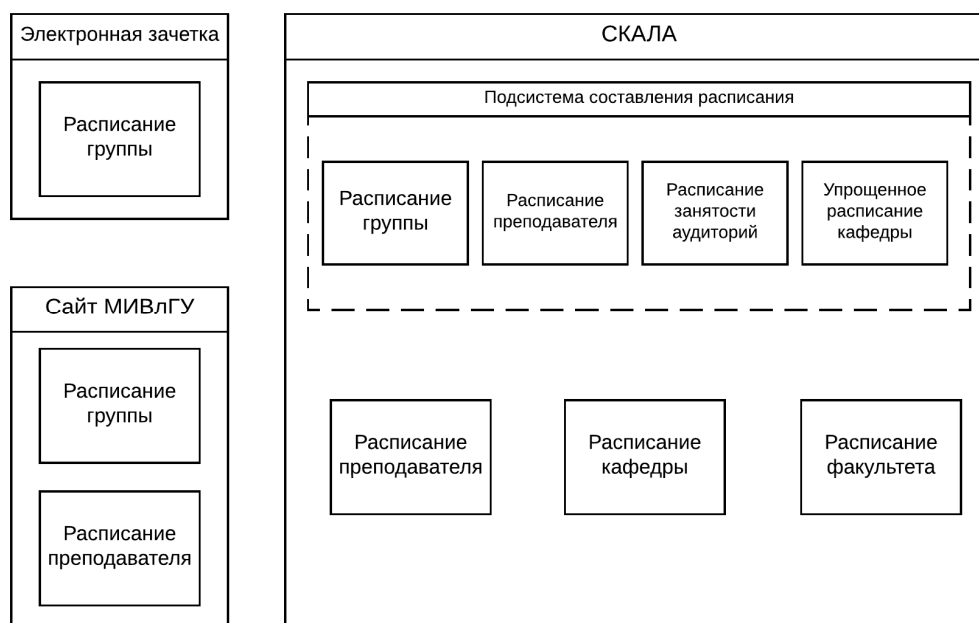 Электронная зачетка
Расписание
группы
Сайт МИВлГУ
Расписание
группы
Расписание
преподавателя
СКАЛА
Подсистема составления расписания
Расписание
группы
Расписание
преподавателя
Расписание
занятости
аудиторий
Упрощенное
расписание
кафедры
Расписание
преподавателя
Расписание
кафедры
Расписание
факультета